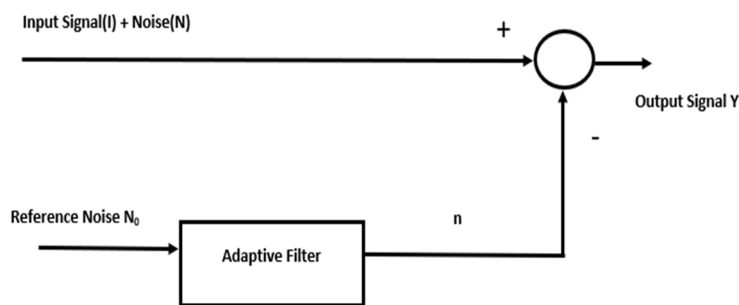 Input Signal(I) + Noise(N)
+
Output Signal Y
-
Reference Noise N₀
n
Adaptive Filter